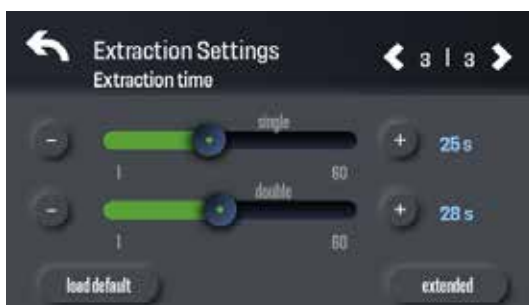 Extraction Settings
Extraction time
3 | 3
single
- + 25 s
1 60
double
- + 28 s
1 60
load default extended